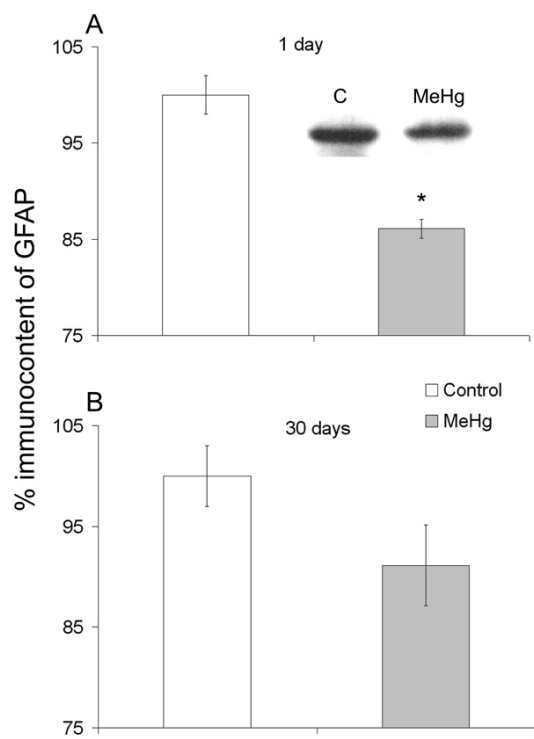 A
1 day
105
95
85
75
C MeHg
*
% immunocontent of GFAP
Control
MeHg
B
30 days
105
95
85
75